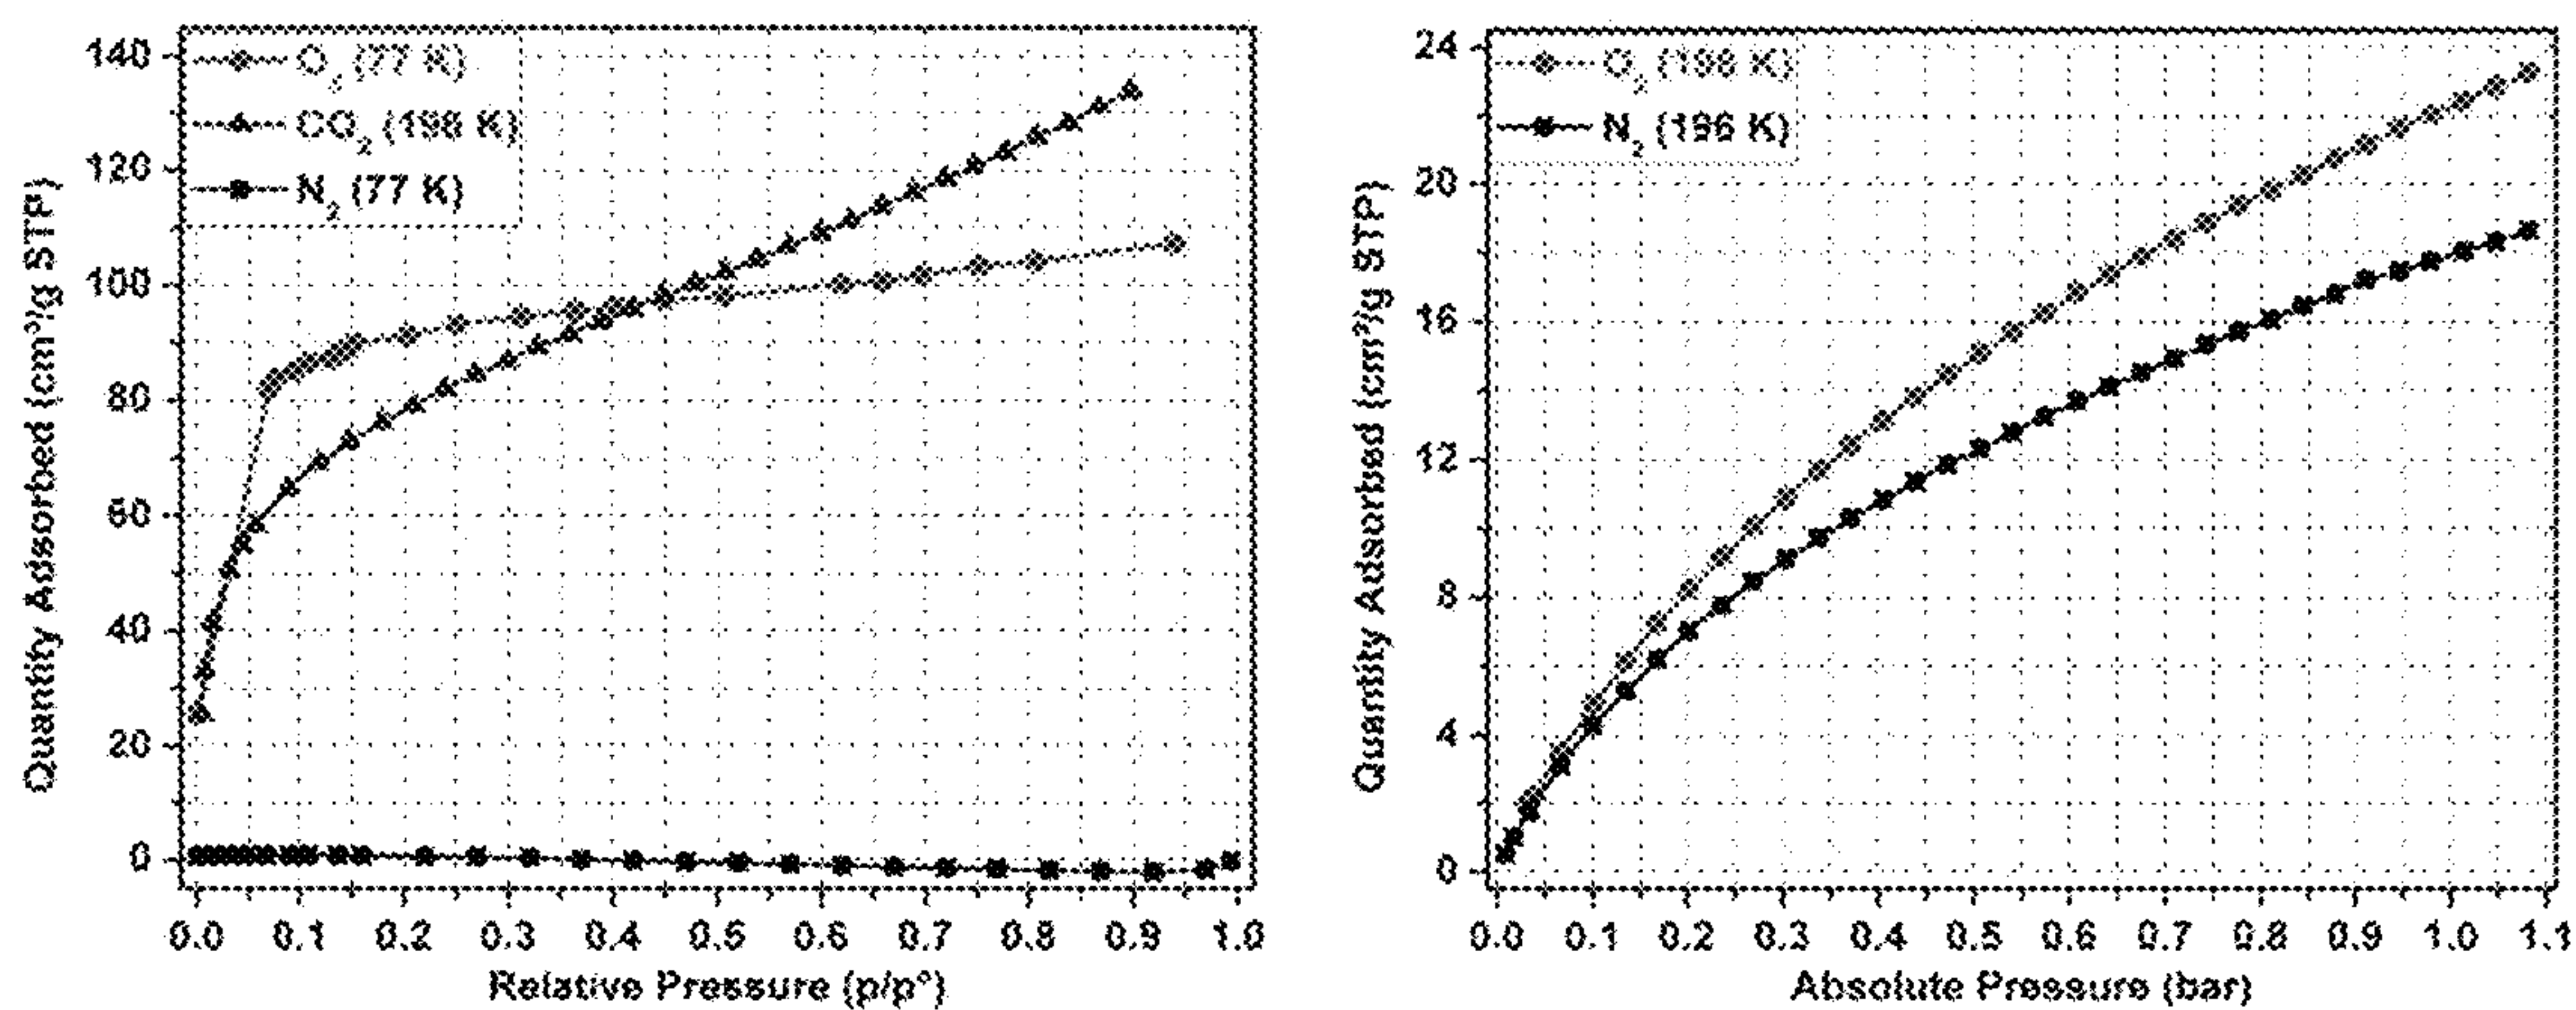 140
120
100
80
60
40
20
0
Quantity Adsorbed (cm³/g STP)
O₂ (77 K)
CO₂ (196 K)
N₂ (77 K)
0.0 0.1 0.2 0.3 0.4 0.5 0.6 0.7 0.8 0.9 1.0
Relative Pressure (p/p°)
24
20
16
12
8
4
0
Quantity Adsorbed (cm³/g STP)
O₂ (196 K)
N₂ (196 K)
0.0 0.1 0.2 0.3 0.4 0.5 0.6 0.7 0.8 0.9 1.0 1.1
Absolute Pressure (bar)